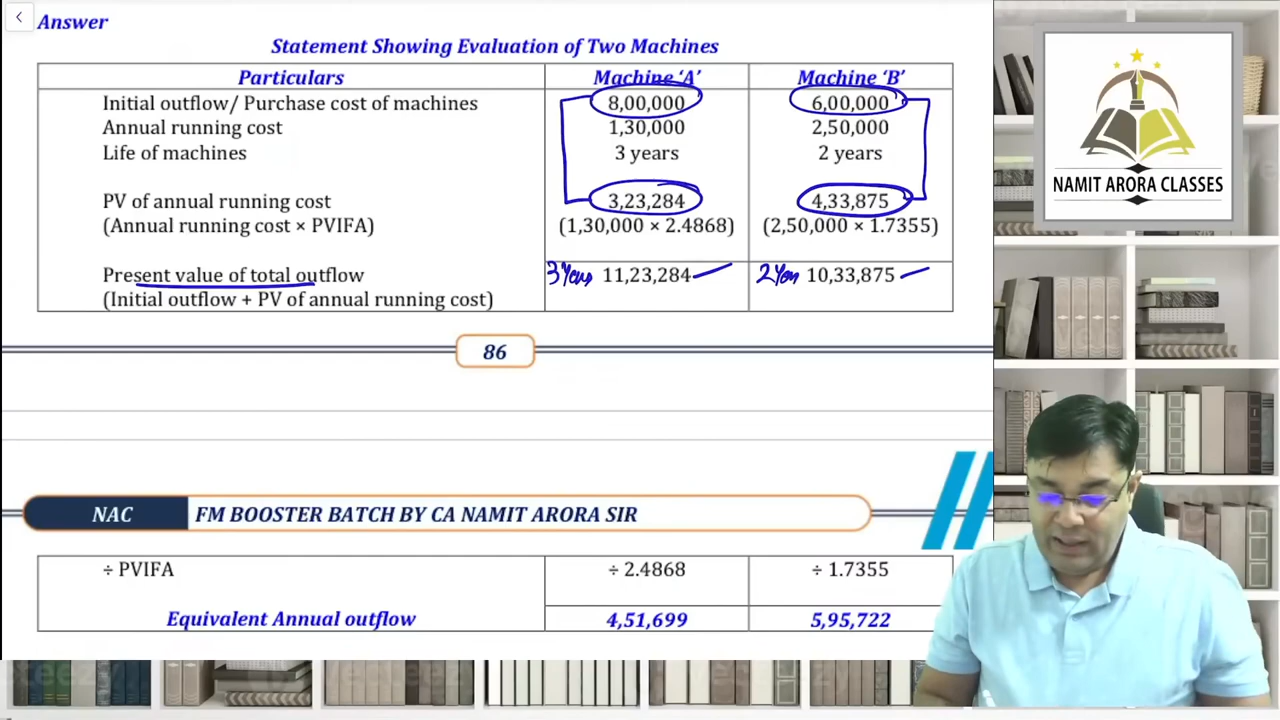 Answer
Statement Showing Evaluation of Two Machines
Particulars Machine ‘A’ Machine ‘B’
Initial outflow/ Purchase cost of machines 8,00,000 6,00,000
Annual running cost 1,30,000 2,50,000
Life of machines 3 years 2 years
PV of annual running cost 3,23,284 4,33,875
(Annual running cost × PVIFA) (1,30,000 × 2.4868) (2,50,000 × 1.7355)
Present value of total outflow 3 Years 11,23,284 2 Years 10,33,875
(Initial outflow + PV of annual running cost)
86
NAC FM BOOSTER BATCH BY CA NAMIT ARORA SIR
÷ PVIFA ÷ 2.4868 ÷ 1.7355
Equivalent Annual outflow 4,51,699 5,95,722
NAMIT ARORA CLASSES